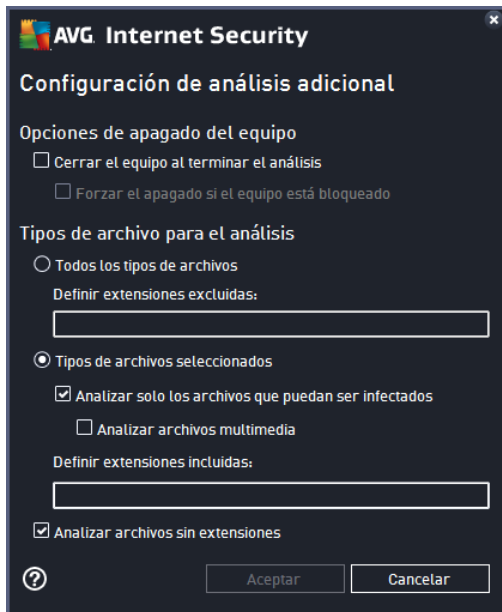 AVG Internet Security
Configuración de análisis adicional
Opciones de apagado del equipo
Cerrar el equipo al terminar el análisis
Forzar el apagado si el equipo está bloqueado
Tipos de archivo para el análisis
Todos los tipos de archivos
Definir extensiones excluidas:
Tipos de archivos seleccionados
Analizar solo los archivos que puedan ser infectados
Analizar archivos multimedia
Definir extensiones incluidas:
Analizar archivos sin extensiones
? Aceptar Cancelar